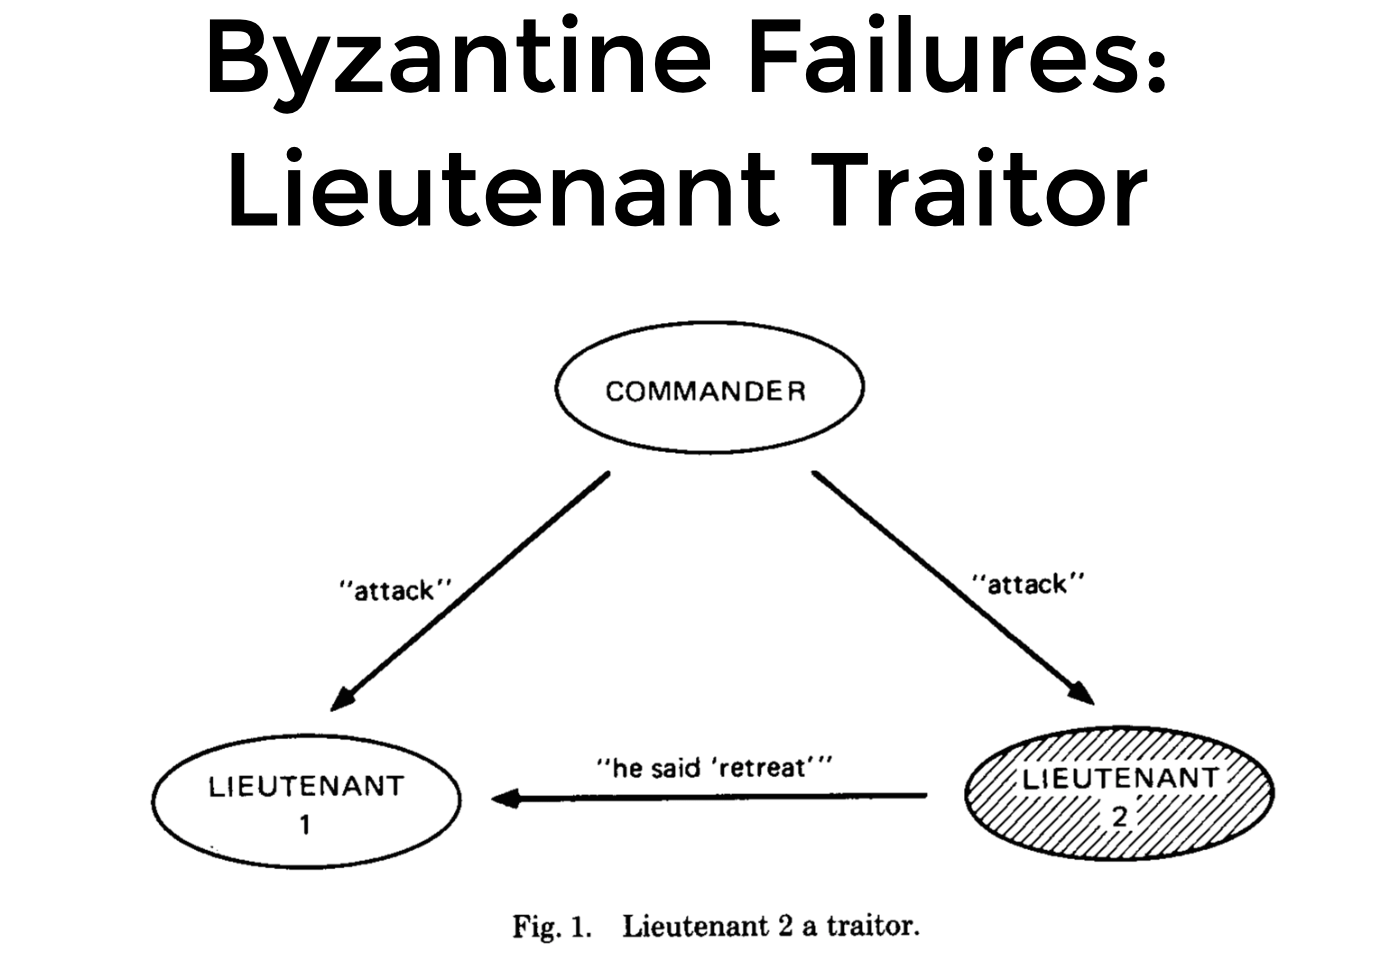 Byzantine Failures:
Lieutenant Traitor
COMMANDER
"attack"
"attack"
"he said 'retreat'"
LIEUTENANT
1
LIEUTENANT
2
Fig. 1. Lieutenant 2 a traitor.